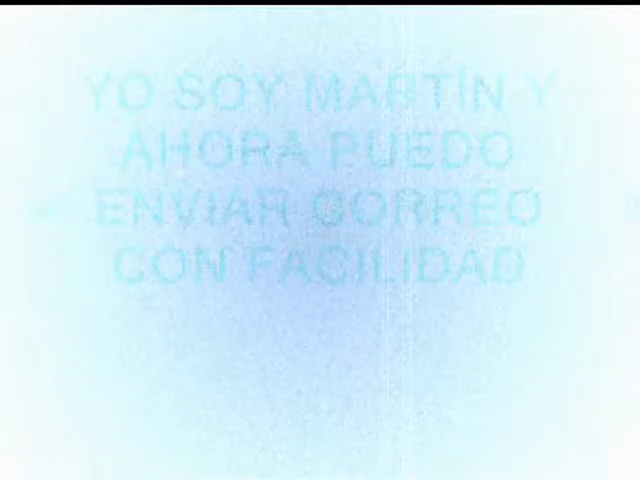 YO SOY MARTÍN Y
AHORA PUEDO
ENVIAR CORREO
CON FACILIDAD